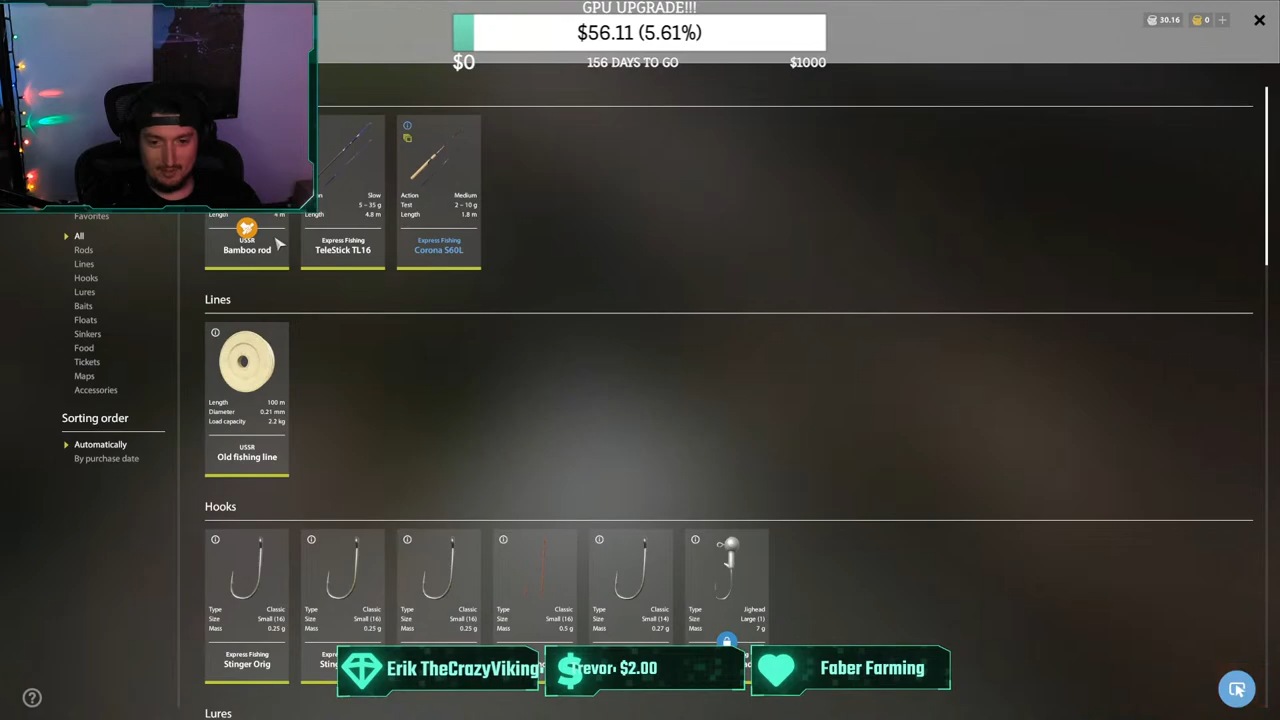 GPU UPGRADE!!!
$56.11 (5.61%)
$0
156 DAYS TO GO
$1000
30.16
0
Length 4 m
USSR
Bamboo rod
Slow
5 – 35 g
Length 4.8 m
Express Fishing
TeleStick TL16
Action Medium
Test 2 – 10 g
Length 1.8 m
Express Fishing
Corona S60L
Favorites
All
Rods
Lines
Hooks
Lures
Baits
Floats
Sinkers
Food
Tickets
Maps
Accessories
Sorting order
Automatically
By purchase date
Lines
Length 100 m
Diameter 0.21 mm
Load capacity 2.2 kg
USSR
Old fishing line
Hooks
Type Classic
Size Small (16)
Mass 0.25 g
Express Fishing
Stinger Orig
Type Classic
Size Small (16)
Mass 0.25 g
Type Classic
Size Small (16)
Mass 0.25 g
Type Classic
Size Small (16)
Mass 0.5 g
Type Classic
Size Small (14)
Mass 0.27 g
Type Jighead
Size Large (1)
Mass 7 g
Erik TheCrazyViking
Trevor: $2.00
Faber Farming
Lures